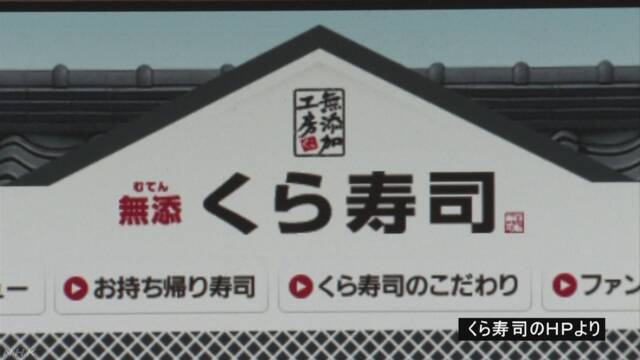 無添加
工房
むてん
無添 くら寿司
ュー
お持ち帰り寿司
くら寿司のこだわり
ファン
くら寿司のHPより
NHK